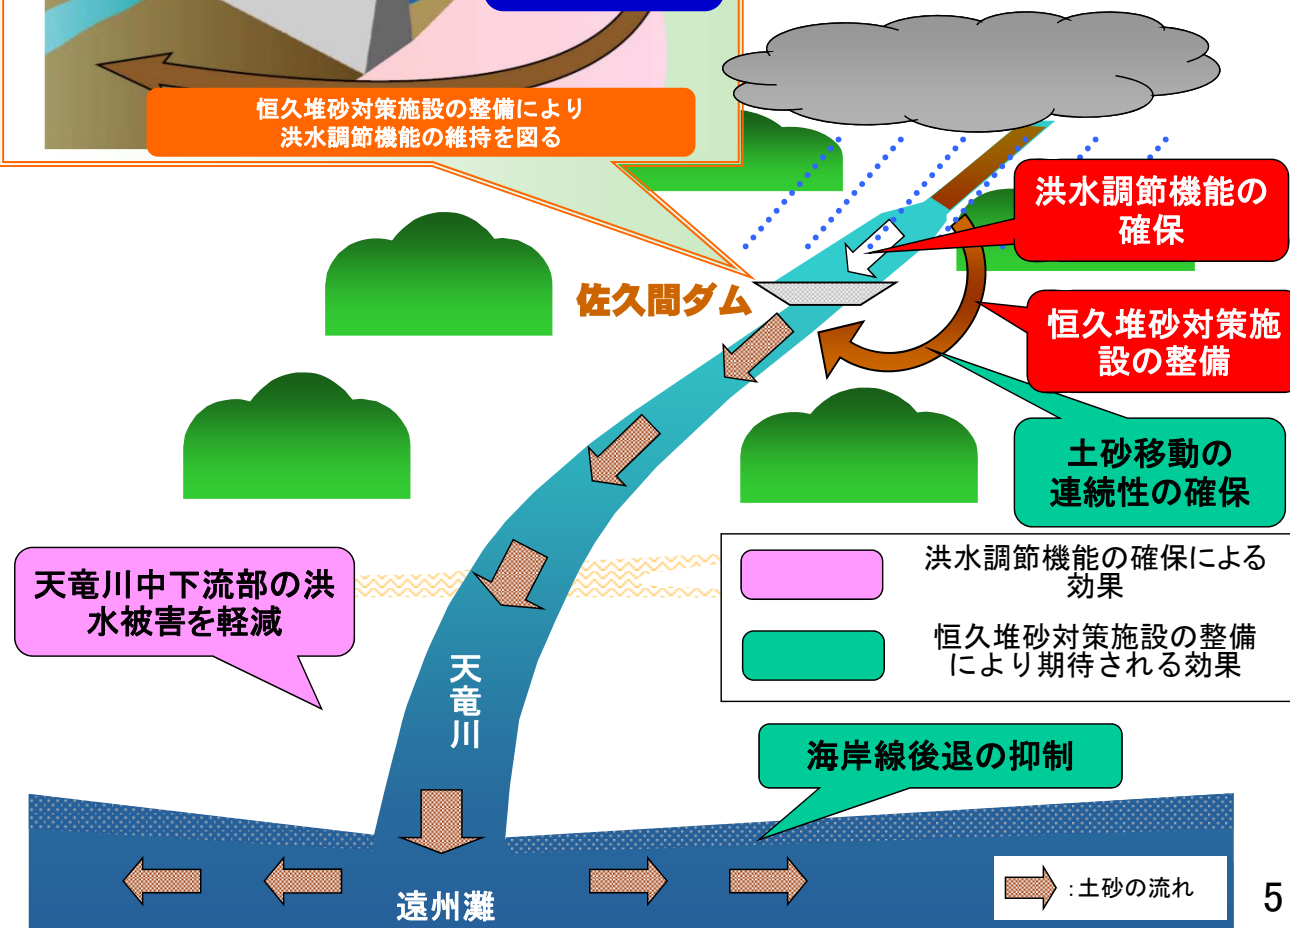 恒久堆砂対策施設の整備により
洪水調節機能の維持を図る
洪水調節機能の
確保
佐久間ダム
恒久堆砂対策施
設の整備
土砂移動の
連続性の確保
天竜川中下流部の洪
水被害を軽減
洪水調節機能の確保による
効果
恒久堆砂対策施設の整備
により期待される効果
天竜川
海岸線後退の抑制
遠州灘
:土砂の流れ
5